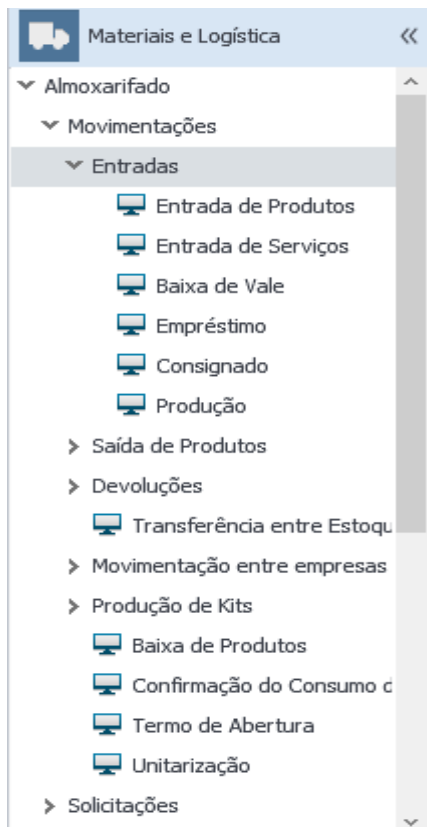 Materiais e Logística
Almoxarifado
Movimentações
Entradas
Entrada de Produtos
Entrada de Serviços
Baixa de Vale
Empréstimo
Consignado
Produção
Saída de Produtos
Devoluções
Transferência entre Estoqu
Movimentação entre empresas
Produção de Kits
Baixa de Produtos
Confirmação do Consumo d
Termo de Abertura
Unitarização
Solicitações